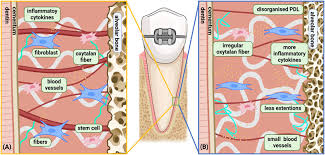 dentin
cementum
inflammatoy
cytokines
fibroblast
oxytalan
fiber
blood
vessels
stem cell
fibers
alveolar bone
(A)
dentin
cementum
disorganised PDL
irregular
oxytalan fiber
more
inflammatory
cytokines
less extentions
small blood
vessels
alveolar bone
(B)